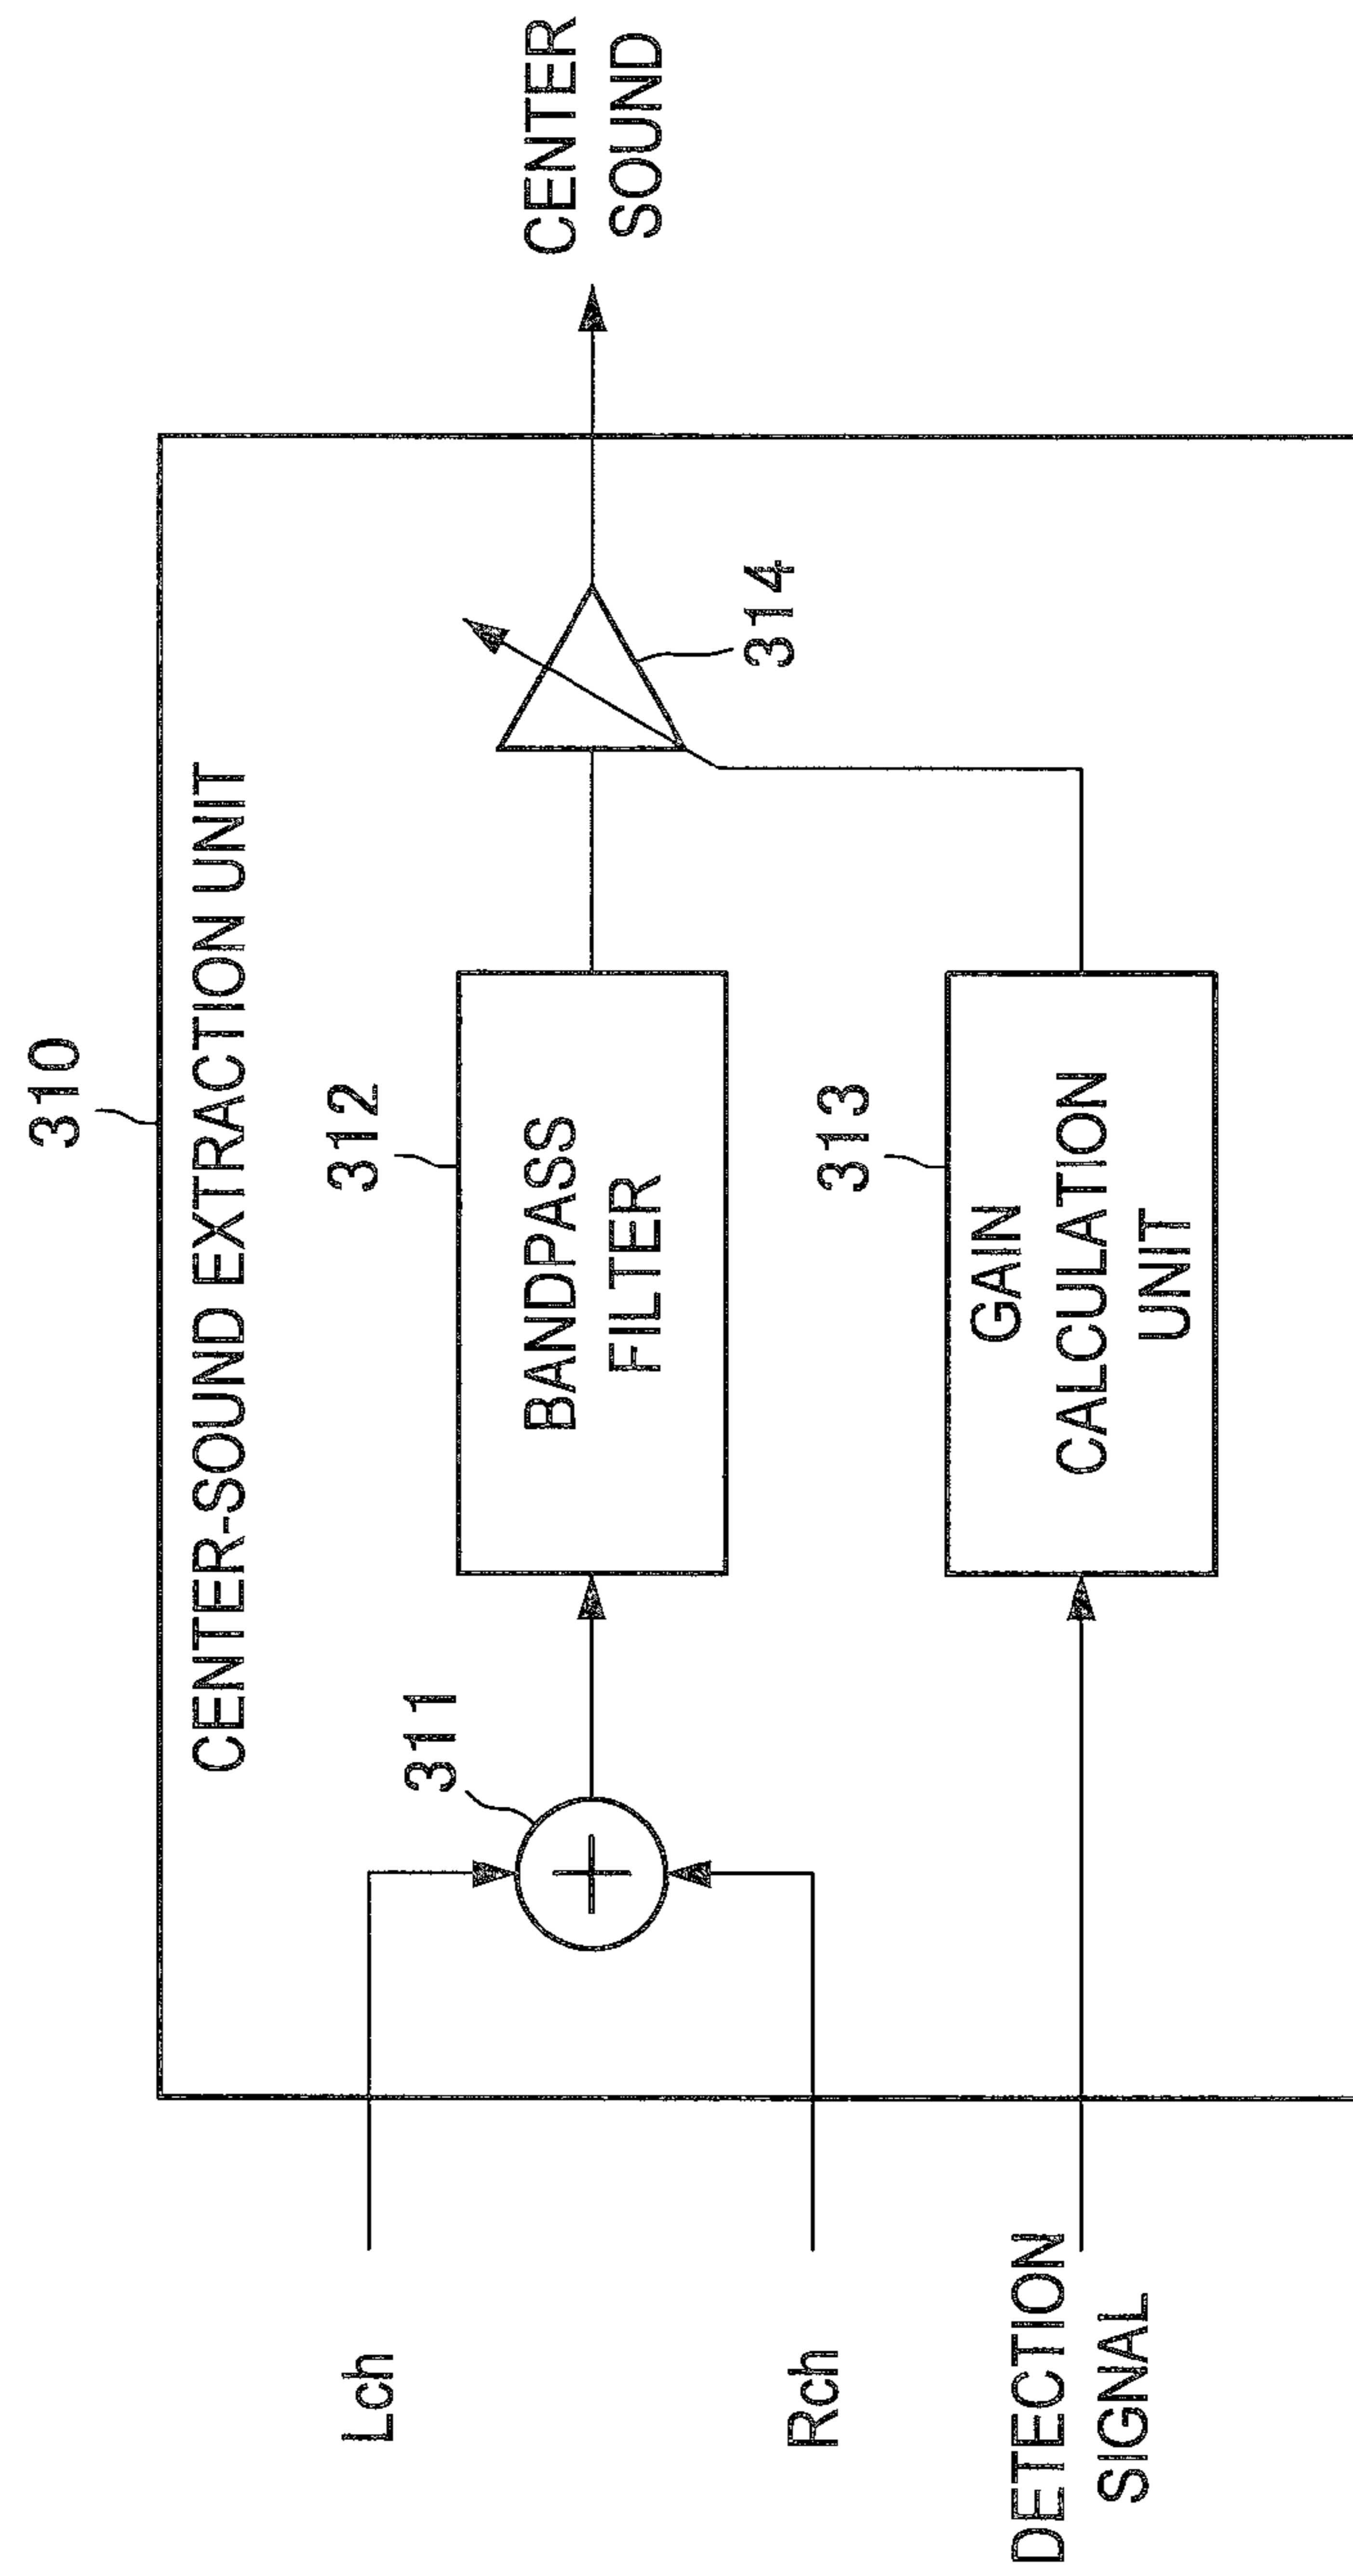 310
CENTER-SOUND EXTRACTION UNIT
Lch
311
312
BANDPASS
FILTER
314
CENTER
SOUND
Rch
313
GAIN
CALCULATION
UNIT
DETECTION
SIGNAL